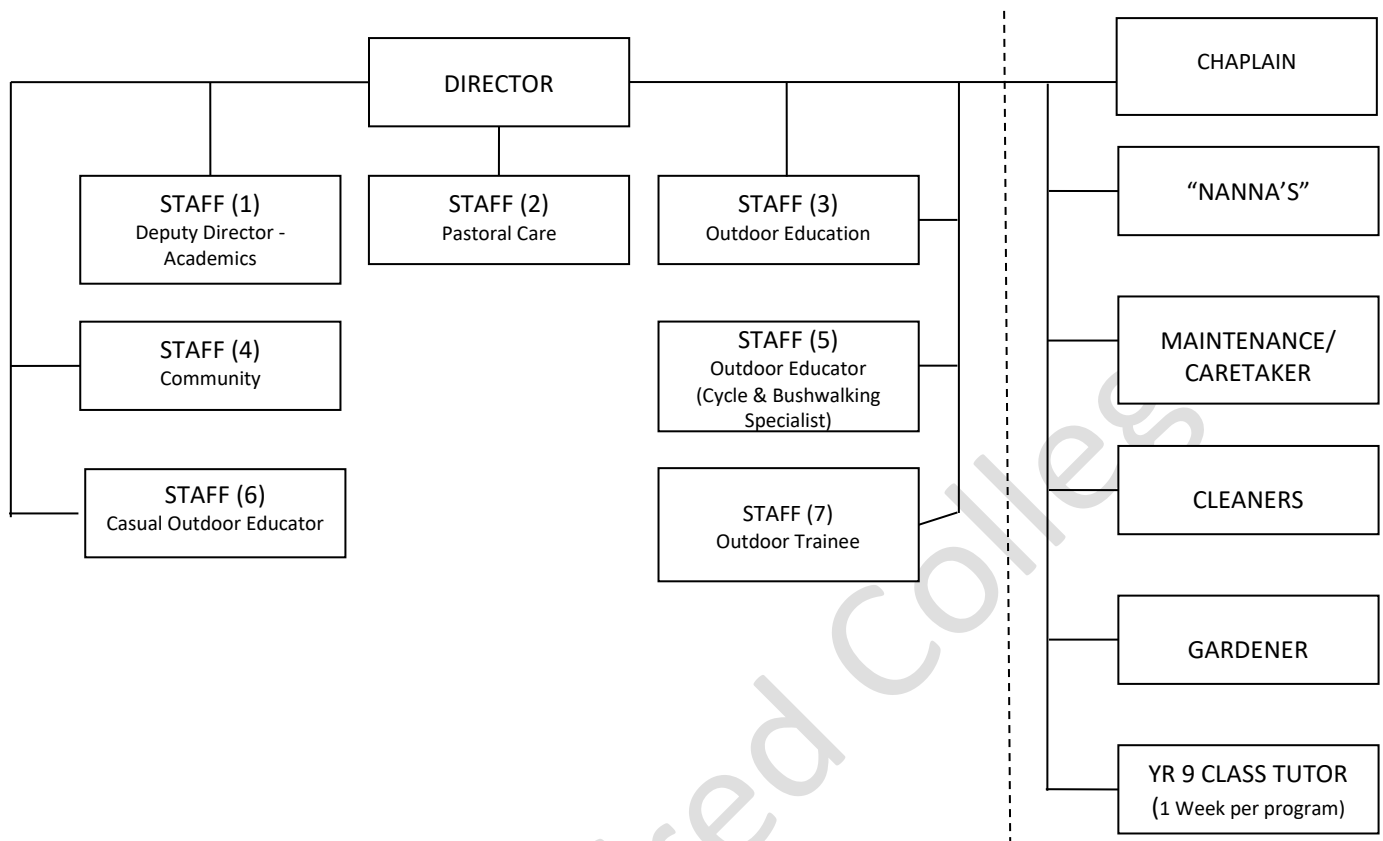 DIRECTOR
CHAPLAIN
STAFF (1)
Deputy Director -
Academics
STAFF (2)
Pastoral Care
STAFF (3)
Outdoor Education
“NANNA’S”
STAFF (4)
Community
STAFF (5)
Outdoor Educator
(Cycle & Bushwalking
Specialist)
MAINTENANCE/
CARETAKER
STAFF (6)
Casual Outdoor Educator
STAFF (7)
Outdoor Trainee
CLEANERS
GARDENER
YR 9 CLASS TUTOR
(1 Week per program)